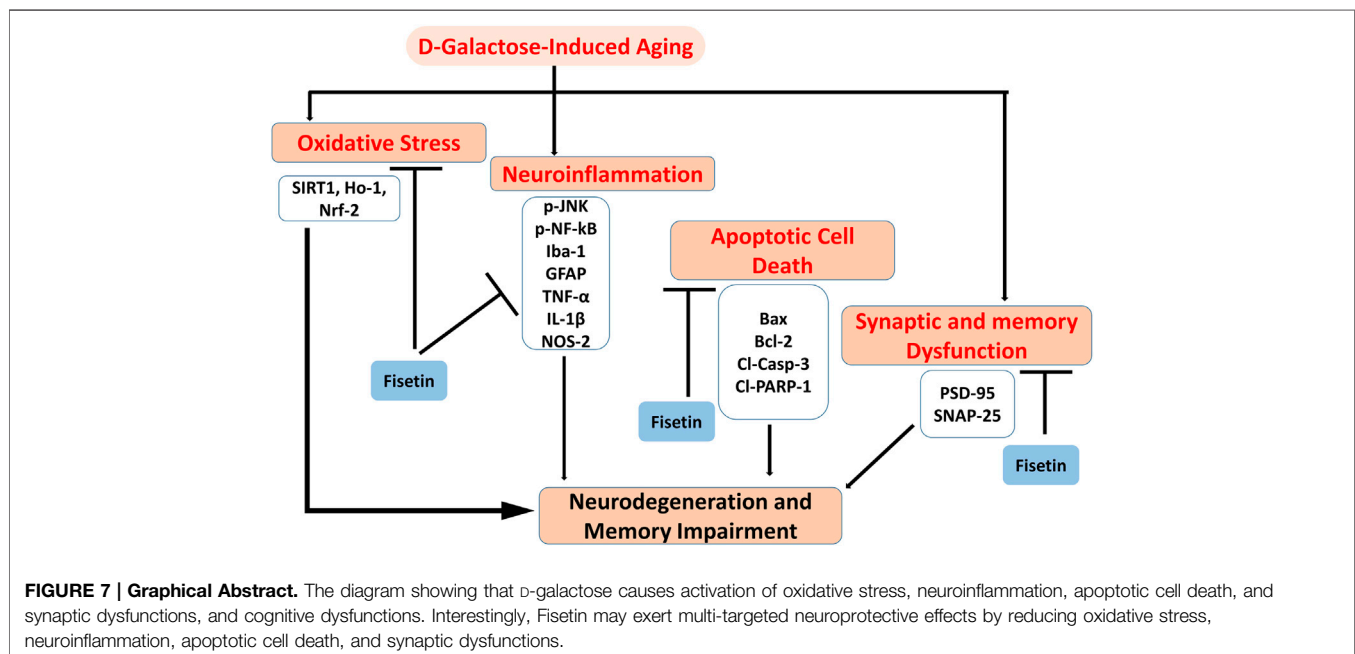 D-Galactose-Induced Aging
Oxidative Stress
SIRT1, Ho-1,
Nrf-2
Neuroinflammation
p-JNK
p-NF-kB
Iba-1
GFAP
TNF-α
IL-1β
NOS-2
Fisetin
Apoptotic Cell
Death
Bax
Bcl-2
Cl-Casp-3
Cl-PARP-1
Fisetin
Synaptic and memory
Dysfunction
PSD-95
SNAP-25
Fisetin
Neurodegeneration and
Memory Impairment
FIGURE 7 | Graphical Abstract. The diagram showing that D-galactose causes activation of oxidative stress, neuroinflammation, apoptotic cell death, and
synaptic dysfunctions, and cognitive dysfunctions. Interestingly, Fisetin may exert multi-targeted neuroprotective effects by reducing oxidative stress,
neuroinflammation, apoptotic cell death, and synaptic dysfunctions.